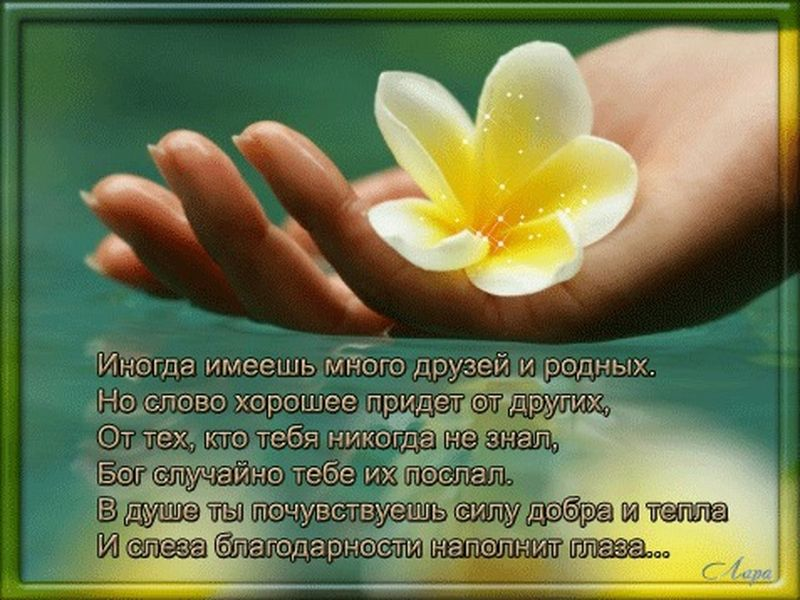 Иногда имеешь много друзей и родных.
Но слово хорошее придет от других,
От тех, кто тебя никогда не знал,
Бог случайно тебе их послал.
В душе ты почувствуешь силу добра и тепла
И слеза благодарности наполнит глаза...
Лара